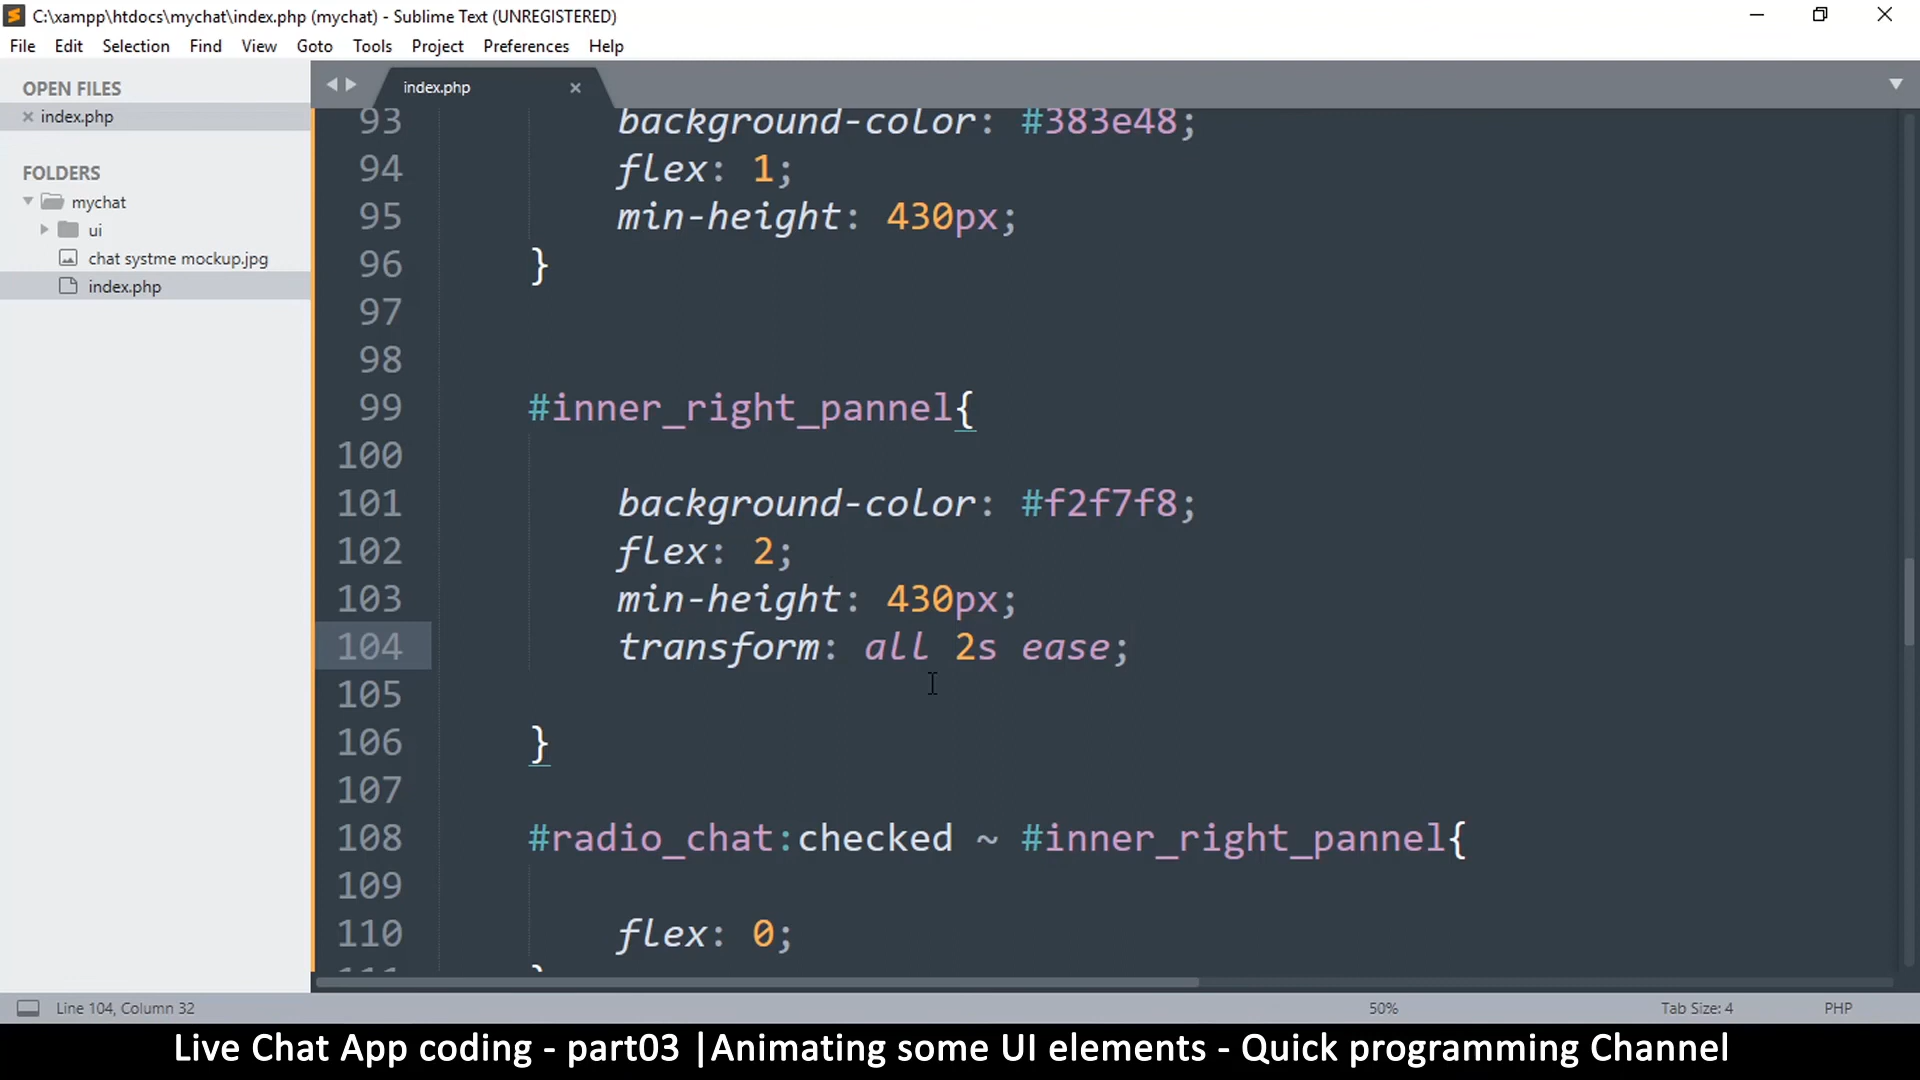 C:\xampp\htdocs\mychat\index.php (mychat) - Sublime Text (UNREGISTERED)
File Edit Selection Find View Goto Tools Project Preferences Help
OPEN FILES
index.php
FOLDERS
mychat
ui
chat systme mockup.jpg
index.php
index.php
93 background-color: #383e48;
94 flex: 1;
95 min-height: 430px;
96 }
97
98
99 #inner_right_pannel{
100
101 background-color: #f2f7f8;
102 flex: 2;
103 min-height: 430px;
104 transform: all 2s ease;
105
106 }
107
108 #radio_chat:checked ~ #inner_right_pannel{
109
110 flex: 0;
Line 104, Column 32 50% Tab Size: 4 PHP
Live Chat App coding - part03 |Animating some UI elements - Quick programming Channel